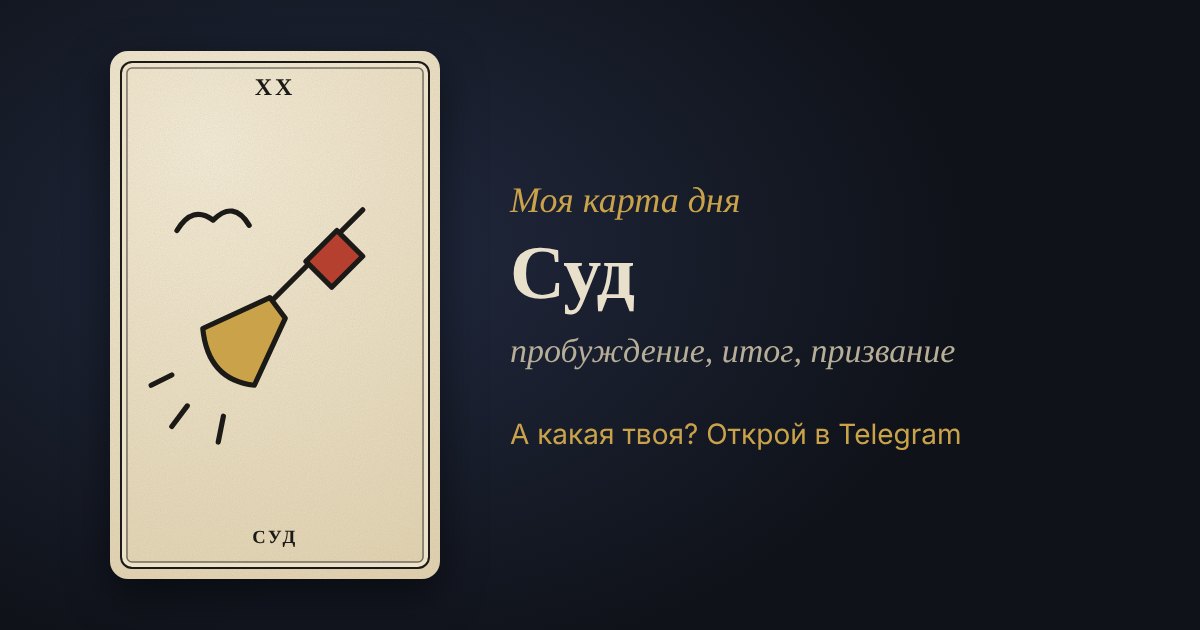 XX
СУД
Моя карта дня
Суд
пробуждение, итог, призвание
А какая твоя? Открой в Telegram